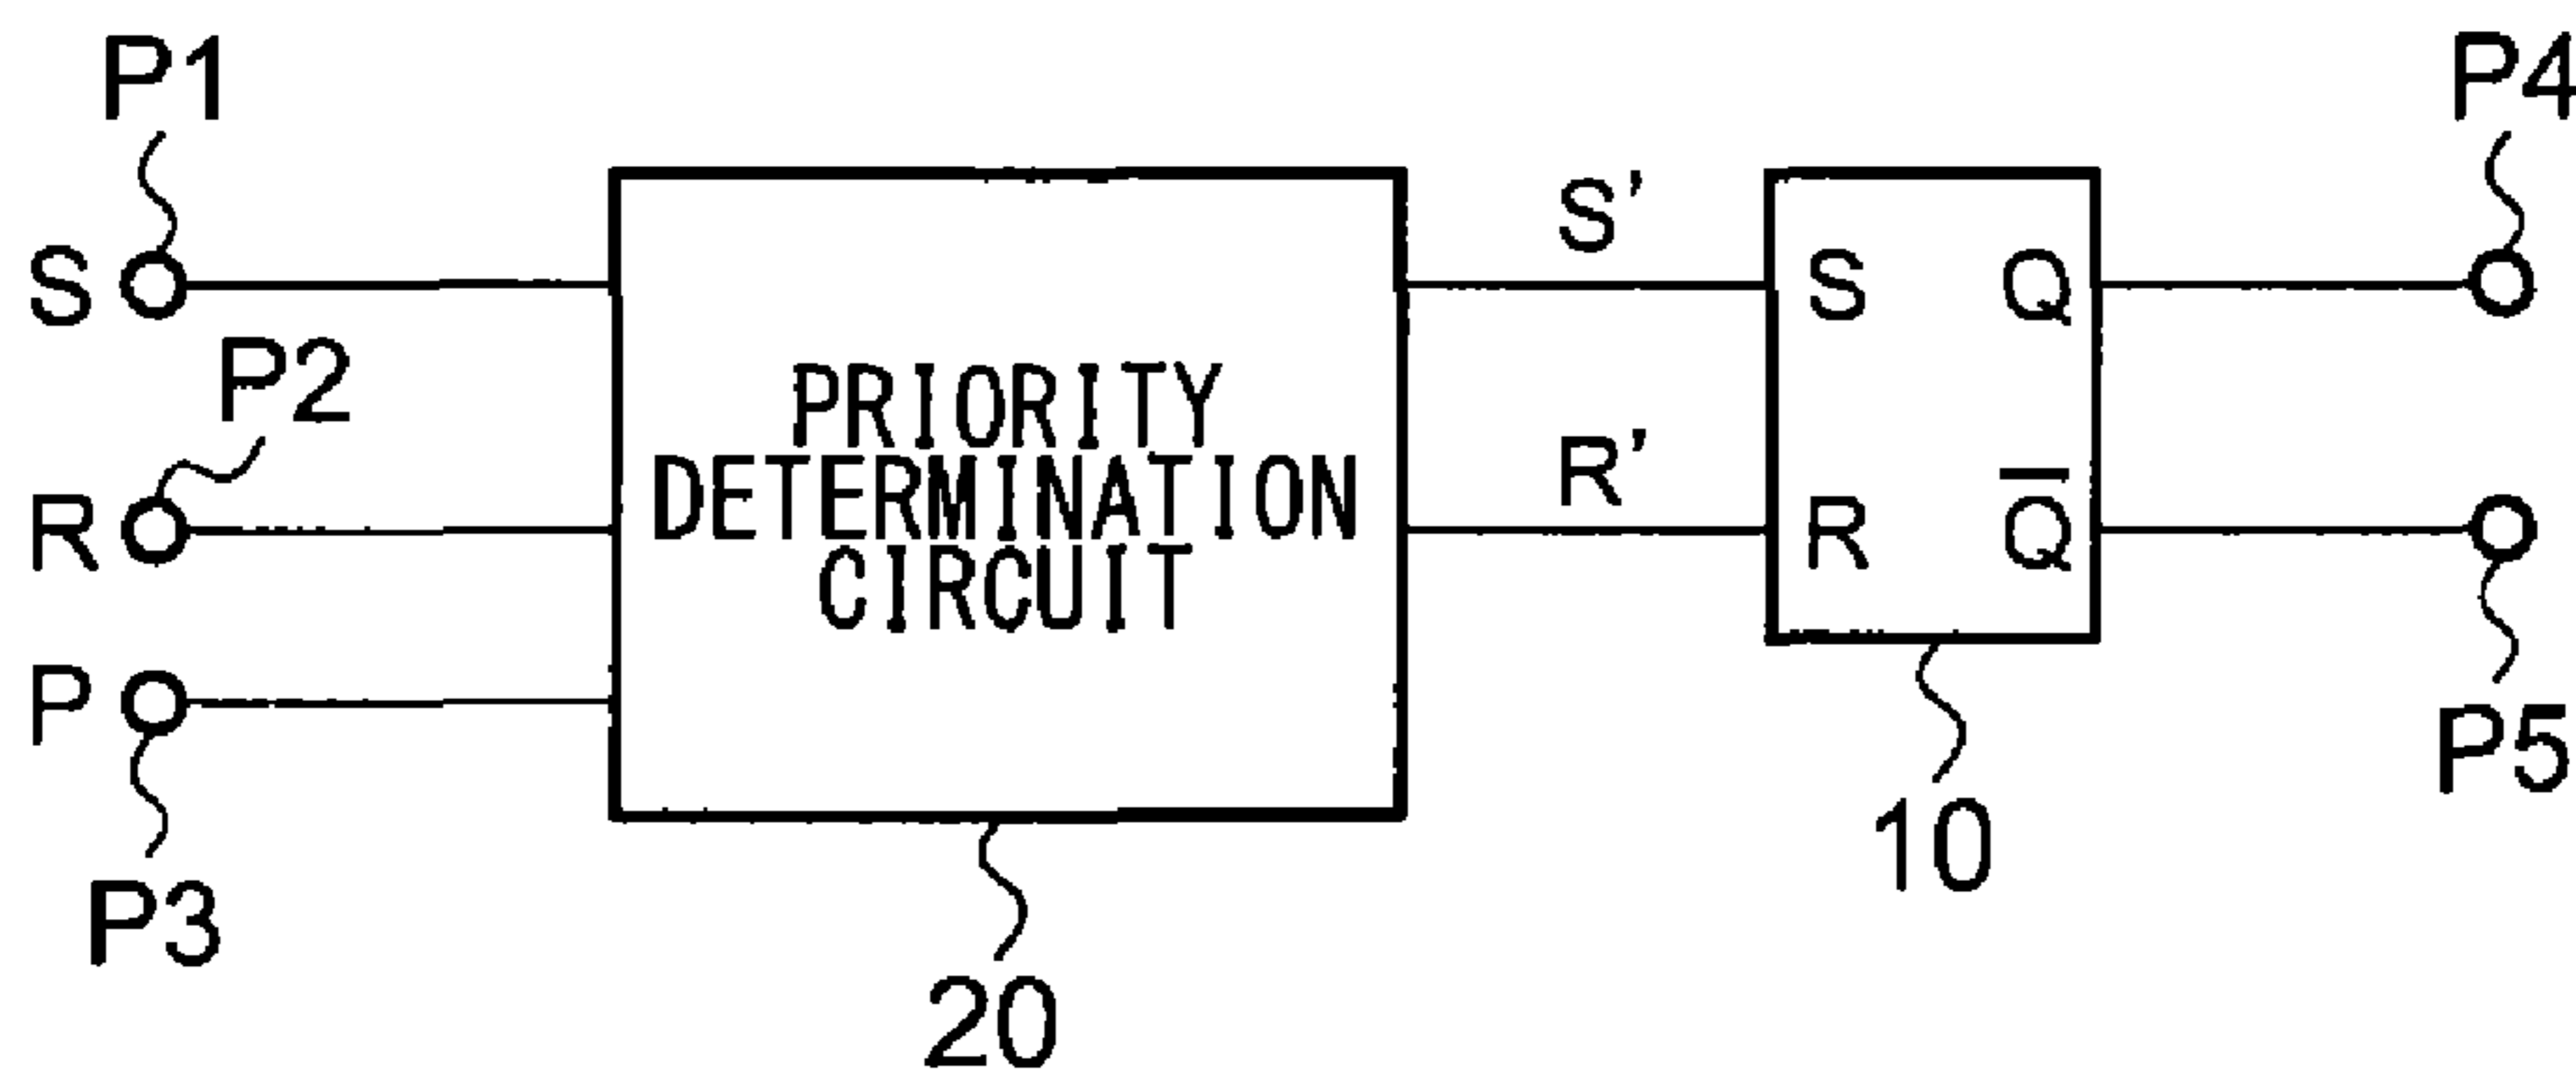 P1
P4
S
S'
S
Q
P2
PRIORITY
DETERMINATION
CIRCUIT
R
R'
R
Q̅
P
P5
P3
10
20